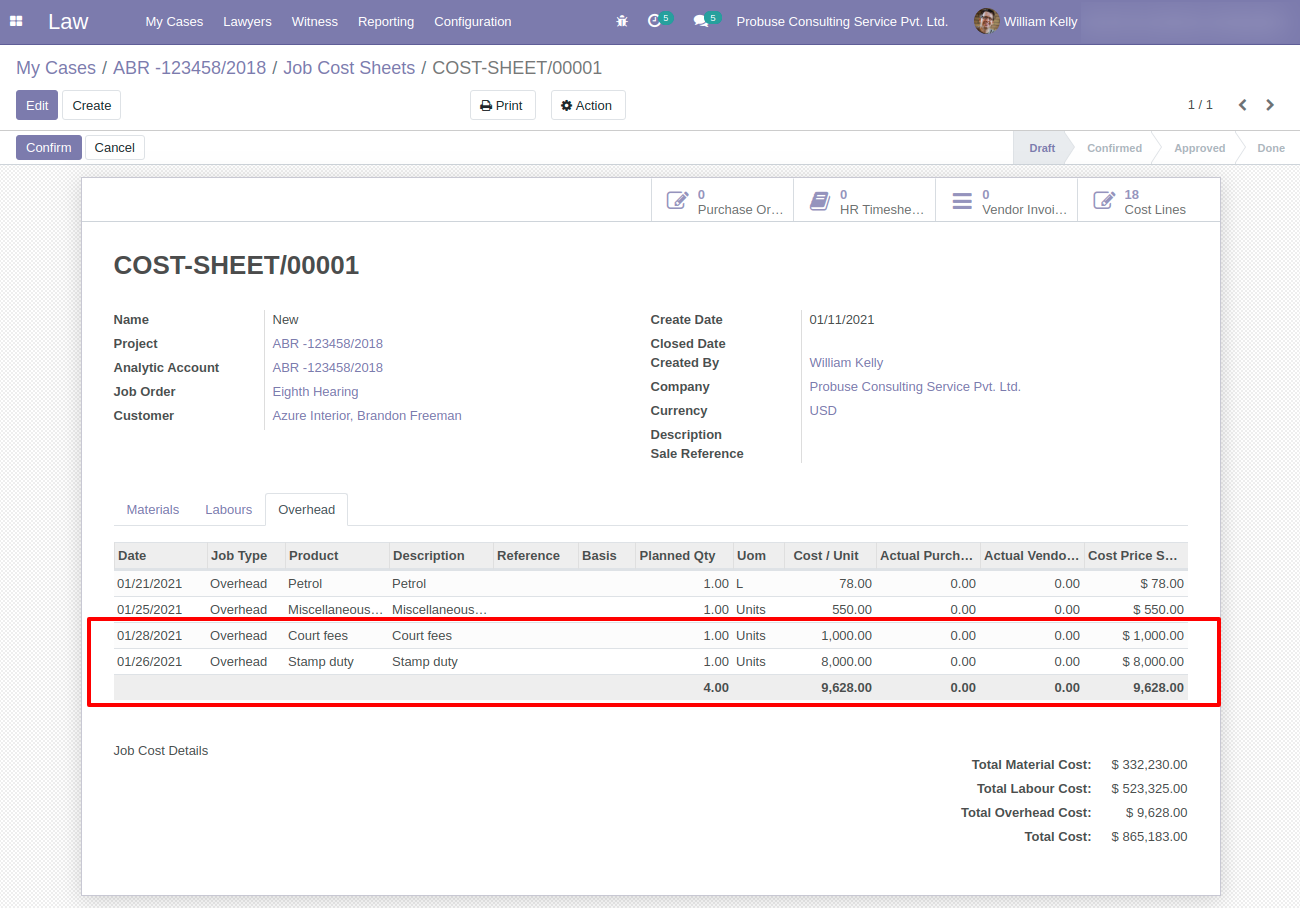 Law My Cases Lawyers Witness Reporting Configuration 5 5 Probuse Consulting Service Pvt. Ltd. William Kelly
My Cases / ABR -123458/2018 / Job Cost Sheets / COST-SHEET/00001
Edit Create Print Action 1 / 1
Confirm Cancel Draft Confirmed Approved Done
0 Purchase Or… 0 HR Timeshe… 0 Vendor Invoi… 18 Cost Lines
COST-SHEET/00001
Name New Create Date 01/11/2021
Project ABR -123458/2018 Closed Date
Analytic Account ABR -123458/2018 Created By William Kelly
Job Order Eighth Hearing Company Probuse Consulting Service Pvt. Ltd.
Customer Azure Interior, Brandon Freeman Currency USD
Description
Sale Reference
Materials Labours Overhead
Date Job Type Product Description Reference Basis Planned Qty Uom Cost / Unit Actual Purch… Actual Vendo… Cost Price S…
01/21/2021 Overhead Petrol Petrol 1.00 L 78.00 0.00 0.00 $ 78.00
01/25/2021 Overhead Miscellaneous… Miscellaneous… 1.00 Units 550.00 0.00 0.00 $ 550.00
01/28/2021 Overhead Court fees Court fees 1.00 Units 1,000.00 0.00 0.00 $ 1,000.00
01/26/2021 Overhead Stamp duty Stamp duty 1.00 Units 8,000.00 0.00 0.00 $ 8,000.00
4.00 9,628.00 0.00 0.00 9,628.00
Job Cost Details
Total Material Cost: $ 332,230.00
Total Labour Cost: $ 523,325.00
Total Overhead Cost: $ 9,628.00
Total Cost: $ 865,183.00